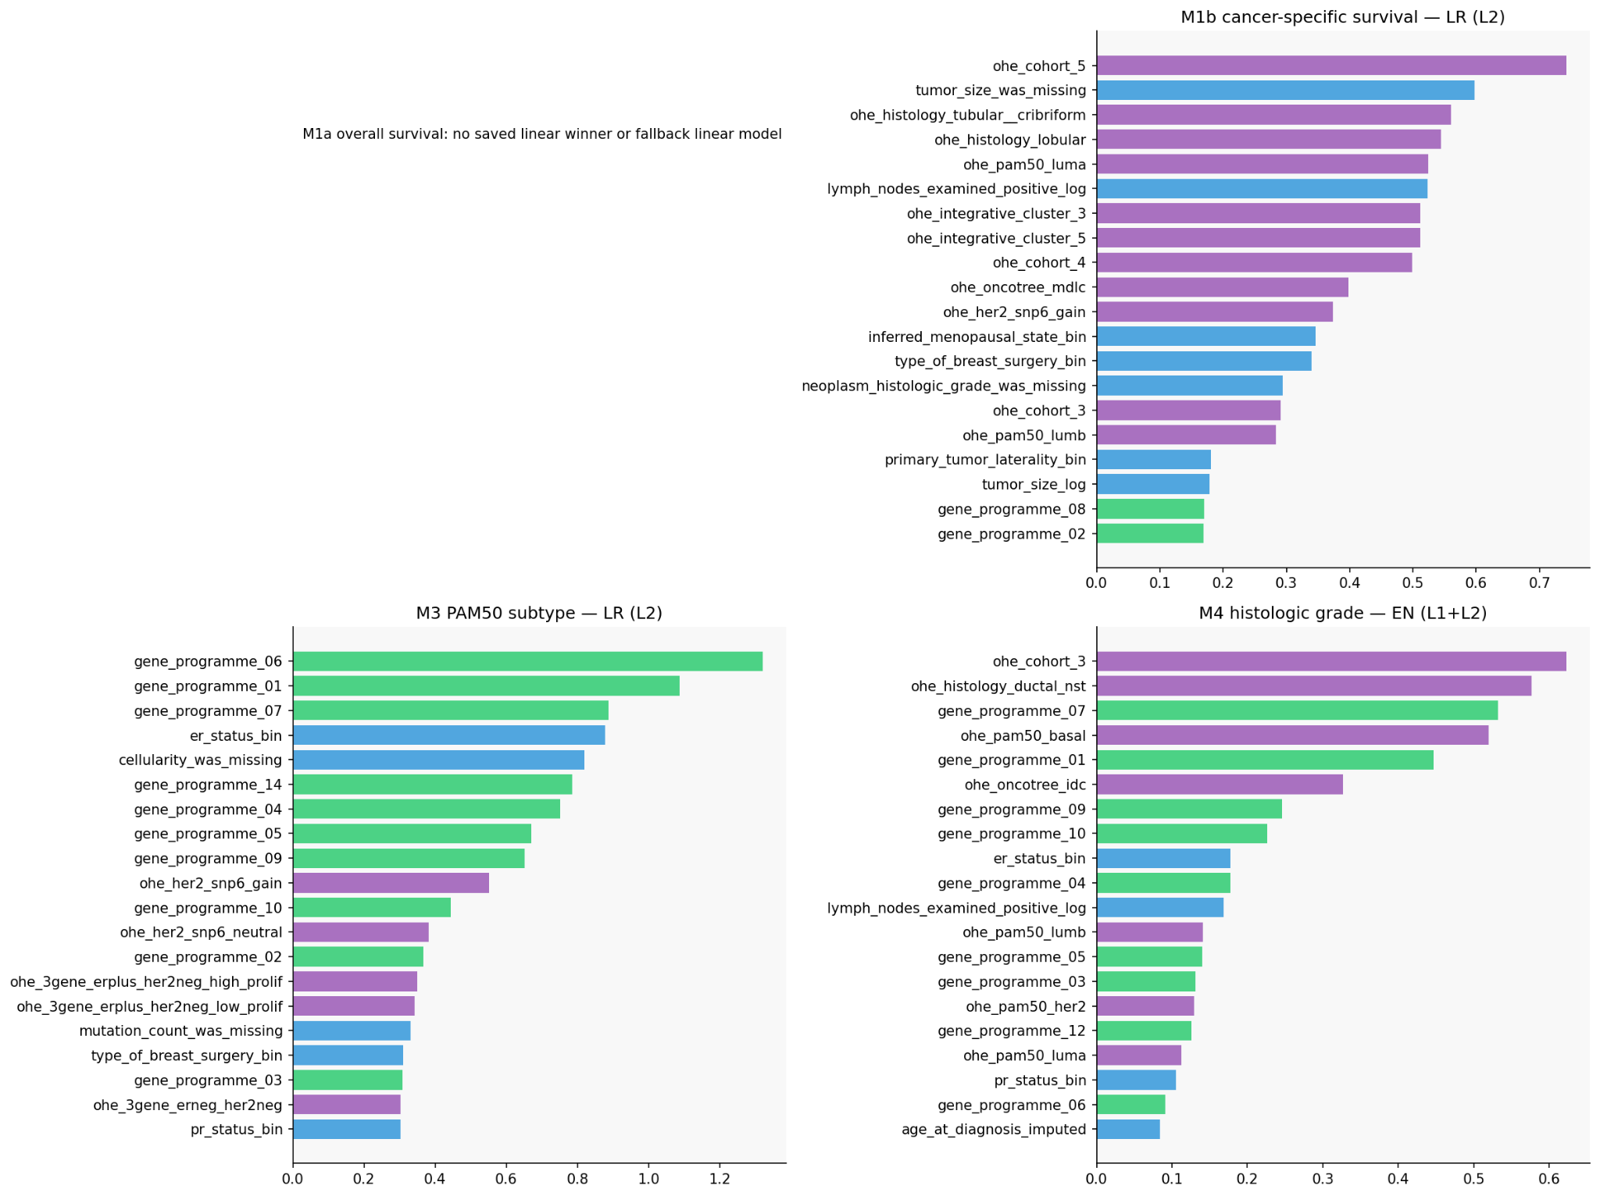 M1a overall survival: no saved linear winner or fallback linear model
M1b cancer-specific survival — LR (L2)
ohe_cohort_5
tumor_size_was_missing
ohe_histology_tubular__cribriform
ohe_histology_lobular
ohe_pam50_luma
lymph_nodes_examined_positive_log
ohe_integrative_cluster_3
ohe_integrative_cluster_5
ohe_cohort_4
ohe_oncotree_mdlc
ohe_her2_snp6_gain
inferred_menopausal_state_bin
type_of_breast_surgery_bin
neoplasm_histologic_grade_was_missing
ohe_cohort_3
ohe_pam50_lumb
primary_tumor_laterality_bin
tumor_size_log
gene_programme_08
gene_programme_02
0.0 0.1 0.2 0.3 0.4 0.5 0.6 0.7
M3 PAM50 subtype — LR (L2)
gene_programme_06
gene_programme_01
gene_programme_07
er_status_bin
cellularity_was_missing
gene_programme_14
gene_programme_04
gene_programme_05
gene_programme_09
ohe_her2_snp6_gain
gene_programme_10
ohe_her2_snp6_neutral
gene_programme_02
ohe_3gene_erplus_her2neg_high_prolif
ohe_3gene_erplus_her2neg_low_prolif
mutation_count_was_missing
type_of_breast_surgery_bin
gene_programme_03
ohe_3gene_erneg_her2neg
pr_status_bin
0.0 0.2 0.4 0.6 0.8 1.0 1.2
M4 histologic grade — EN (L1+L2)
ohe_cohort_3
ohe_histology_ductal_nst
gene_programme_07
ohe_pam50_basal
gene_programme_01
ohe_oncotree_idc
gene_programme_09
gene_programme_10
er_status_bin
gene_programme_04
lymph_nodes_examined_positive_log
ohe_pam50_lumb
gene_programme_05
gene_programme_03
ohe_pam50_her2
gene_programme_12
ohe_pam50_luma
pr_status_bin
gene_programme_06
age_at_diagnosis_imputed
0.0 0.1 0.2 0.3 0.4 0.5 0.6